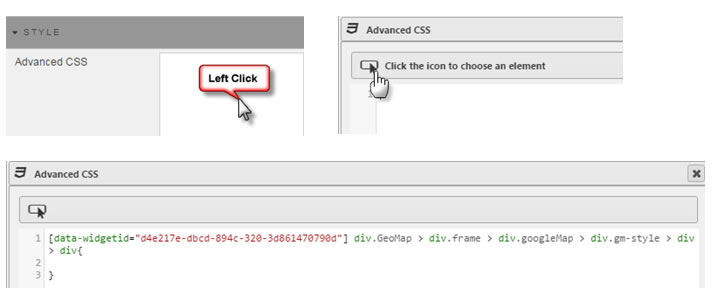 STYLE
Advanced CSS
Left Click
Advanced CSS
Click the icon to choose an element
1
Advanced CSS
1 [data-widgetid="d4e217e-dbcd-894c-320-3d861470790d"] div.GeoMap > div.frame > div.googleMap > div.gm-style > div
> div{
2
3 }